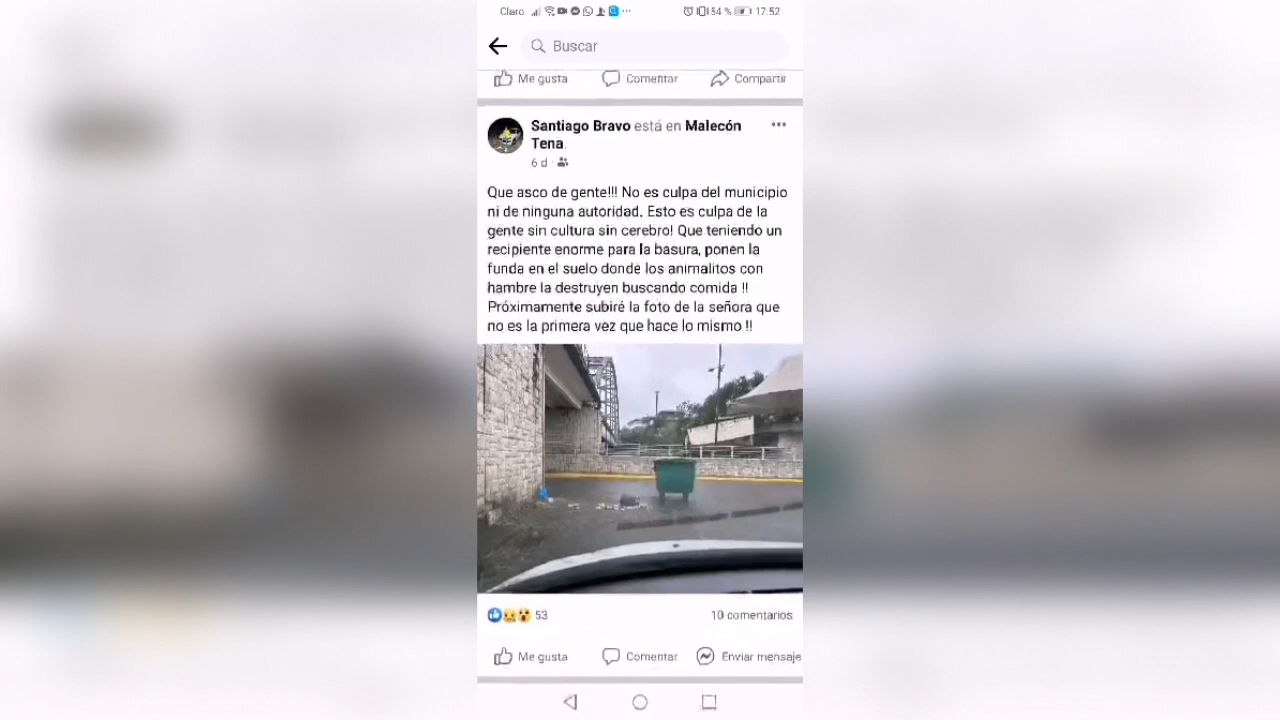 Claro 54 % 17:52
Buscar
Me gusta Comentar Compartir
Santiago Bravo está en Malecón
Tena.
6 d
Que asco de gente!!! No es culpa del municipio
ni de ninguna autoridad. Esto es culpa de la
gente sin cultura sin cerebro! Que teniendo un
recipiente enorme para la basura, ponen la
funda en el suelo donde los animalitos con
hambre la destruyen buscando comida !!
Próximamente subiré la foto de la señora que
no es la primera vez que hace lo mismo !!
53 10 comentarios
Me gusta Comentar Enviar mensaje